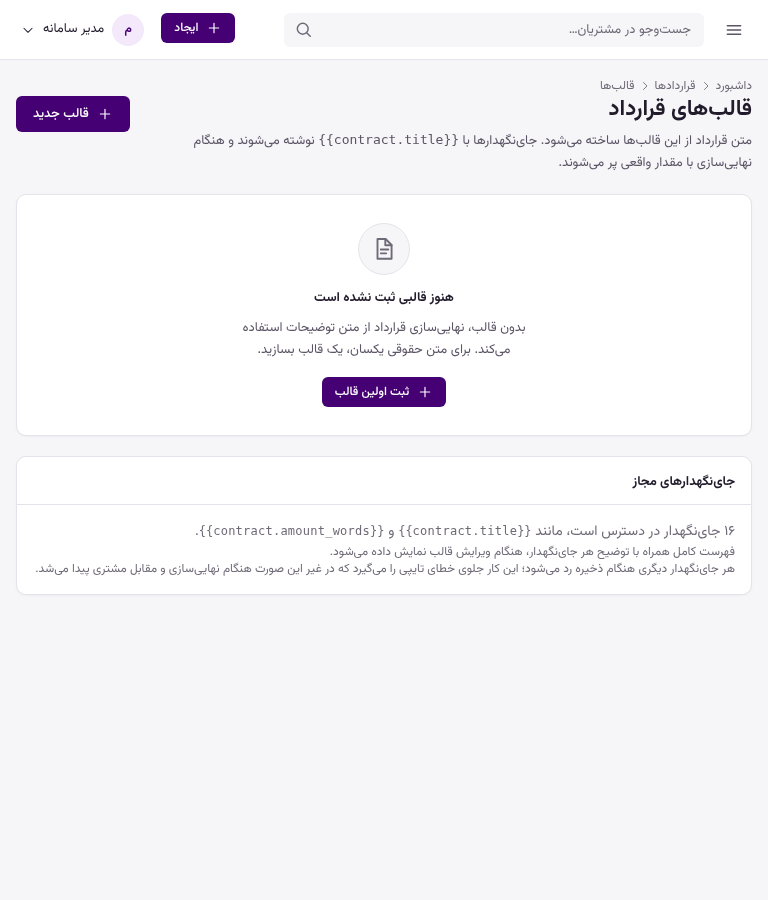 جست‌وجو در مشتریان...
ایجاد
م
مدیر سامانه
داشبورد
قراردادها
قالب‌ها
قالب‌های قرارداد
قالب جدید
متن قرارداد از این قالب‌ها ساخته می‌شود. جای‌نگهدارها با {{contract.title}} نوشته می‌شوند و هنگام
نهایی‌سازی با مقدار واقعی پر می‌شوند.
هنوز قالبی ثبت نشده است
بدون قالب، نهایی‌سازی قرارداد از متن توضیحات استفاده
می‌کند. برای متن حقوقی یکسان، یک قالب بسازید.
ثبت اولین قالب
جای‌نگهدارهای مجاز
۱۶ جای‌نگهدار در دسترس است، مانند {{contract.title}} و {{contract.amount_words}}.
فهرست کامل همراه با توضیح هر جای‌نگهدار، هنگام ویرایش قالب نمایش داده می‌شود.
هر جای‌نگهدار دیگری هنگام ذخیره رد می‌شود؛ این کار جلوی خطای تایپی را می‌گیرد که در غیر این صورت هنگام نهایی‌سازی و مقابل مشتری پیدا می‌شد.